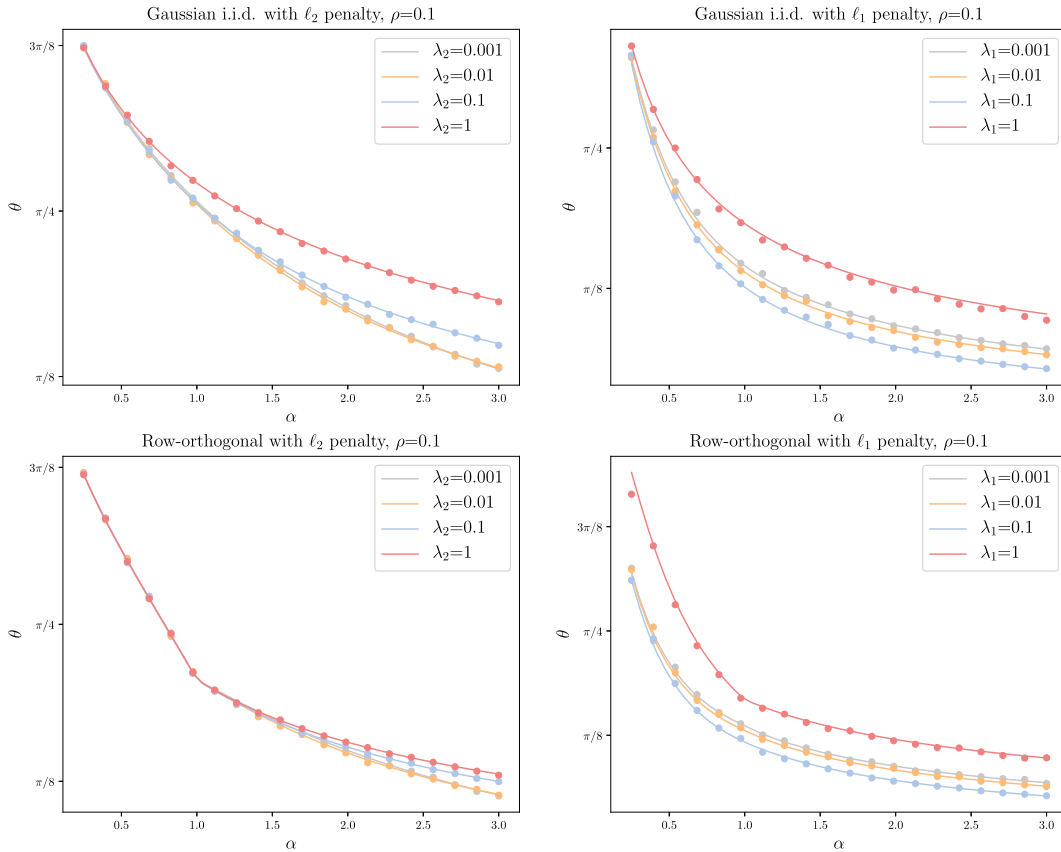 Gaussian i.i.d. with ℓ₂ penalty, ρ=0.1
3π/8
π/4
π/8
θ
0.5 1.0 1.5 2.0 2.5 3.0
α
λ₂=0.001
λ₂=0.01
λ₂=0.1
λ₂=1
Gaussian i.i.d. with ℓ₁ penalty, ρ=0.1
π/4
π/8
θ
0.5 1.0 1.5 2.0 2.5 3.0
α
λ₁=0.001
λ₁=0.01
λ₁=0.1
λ₁=1
Row-orthogonal with ℓ₂ penalty, ρ=0.1
3π/8
π/4
π/8
θ
0.5 1.0 1.5 2.0 2.5 3.0
α
λ₂=0.001
λ₂=0.01
λ₂=0.1
λ₂=1
Row-orthogonal with ℓ₁ penalty, ρ=0.1
3π/8
π/4
π/8
θ
0.5 1.0 1.5 2.0 2.5 3.0
α
λ₁=0.001
λ₁=0.01
λ₁=0.1
λ₁=1